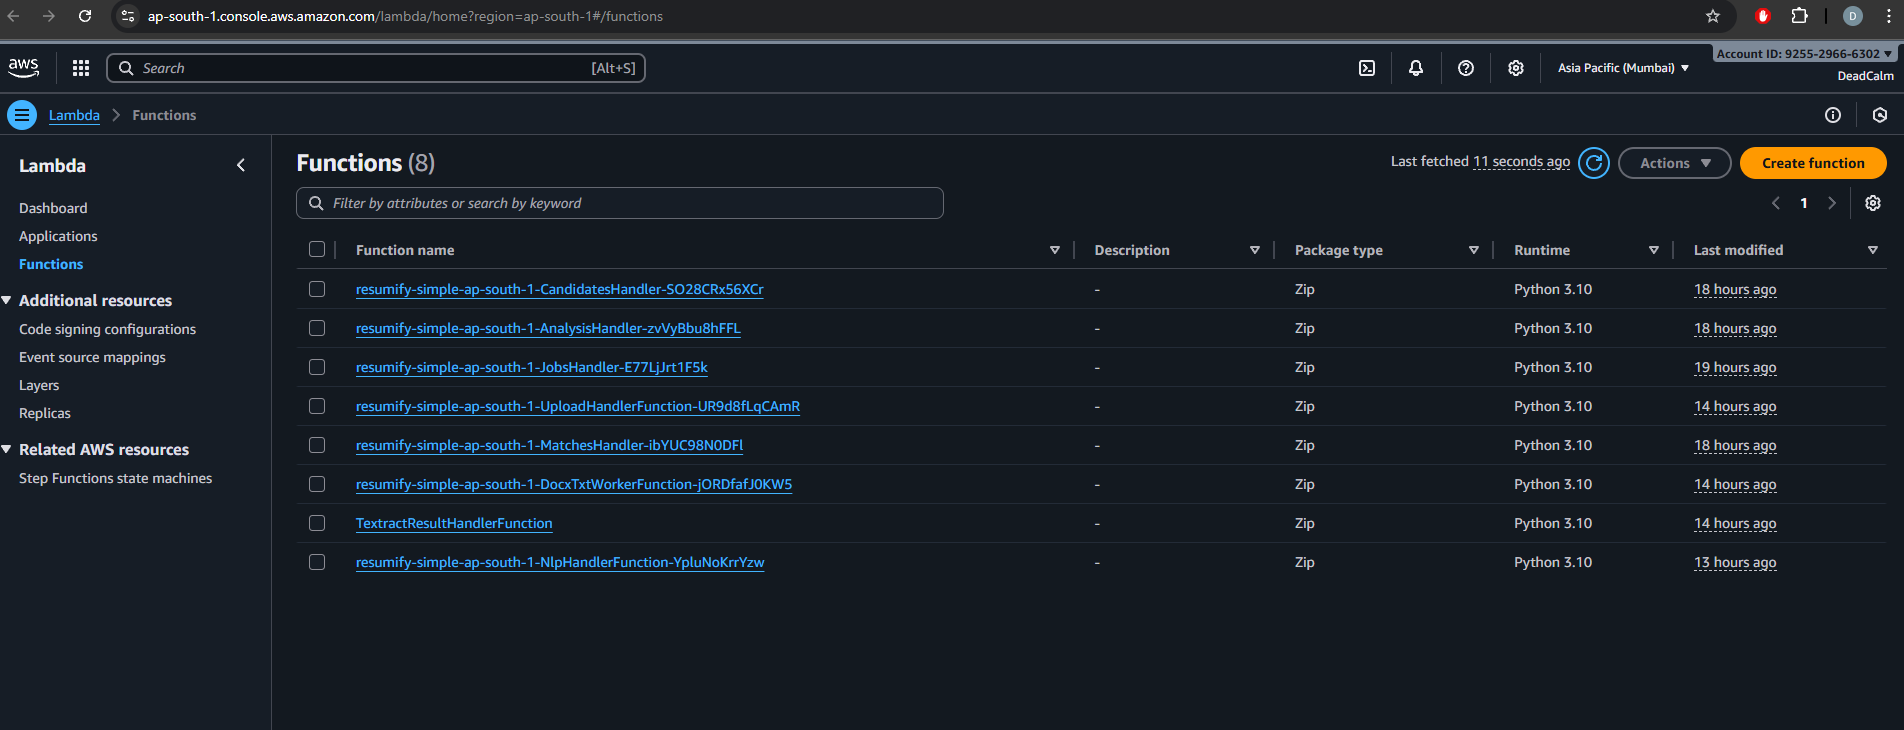 ap-south-1.console.aws.amazon.com/lambda/home?region=ap-south-1#/functions
D
aws
Search
[Alt+S]
Asia Pacific (Mumbai)
Account ID: 9255-2966-6302
DeadCalm
Lambda
Functions
Lambda
Dashboard
Applications
Functions
Additional resources
Code signing configurations
Event source mappings
Layers
Replicas
Related AWS resources
Step Functions state machines
Functions (8)
Last fetched 11 seconds ago
Actions
Create function
Filter by attributes or search by keyword
1
Function name Description Package type Runtime Last modified
resumify-simple-ap-south-1-CandidatesHandler-SO28CRx56XCr - Zip Python 3.10 18 hours ago
resumify-simple-ap-south-1-AnalysisHandler-zvVyBbu8hFFL - Zip Python 3.10 18 hours ago
resumify-simple-ap-south-1-JobsHandler-E77LjJrt1F5k - Zip Python 3.10 19 hours ago
resumify-simple-ap-south-1-UploadHandlerFunction-UR9d8fLqCAmR - Zip Python 3.10 14 hours ago
resumify-simple-ap-south-1-MatchesHandler-ibYUC98N0DFl - Zip Python 3.10 18 hours ago
resumify-simple-ap-south-1-DocxTxtWorkerFunction-jORDfafJ0KW5 - Zip Python 3.10 14 hours ago
TextractResultHandlerFunction - Zip Python 3.10 14 hours ago
resumify-simple-ap-south-1-NlpHandlerFunction-YpluNoKrrYzw - Zip Python 3.10 13 hours ago